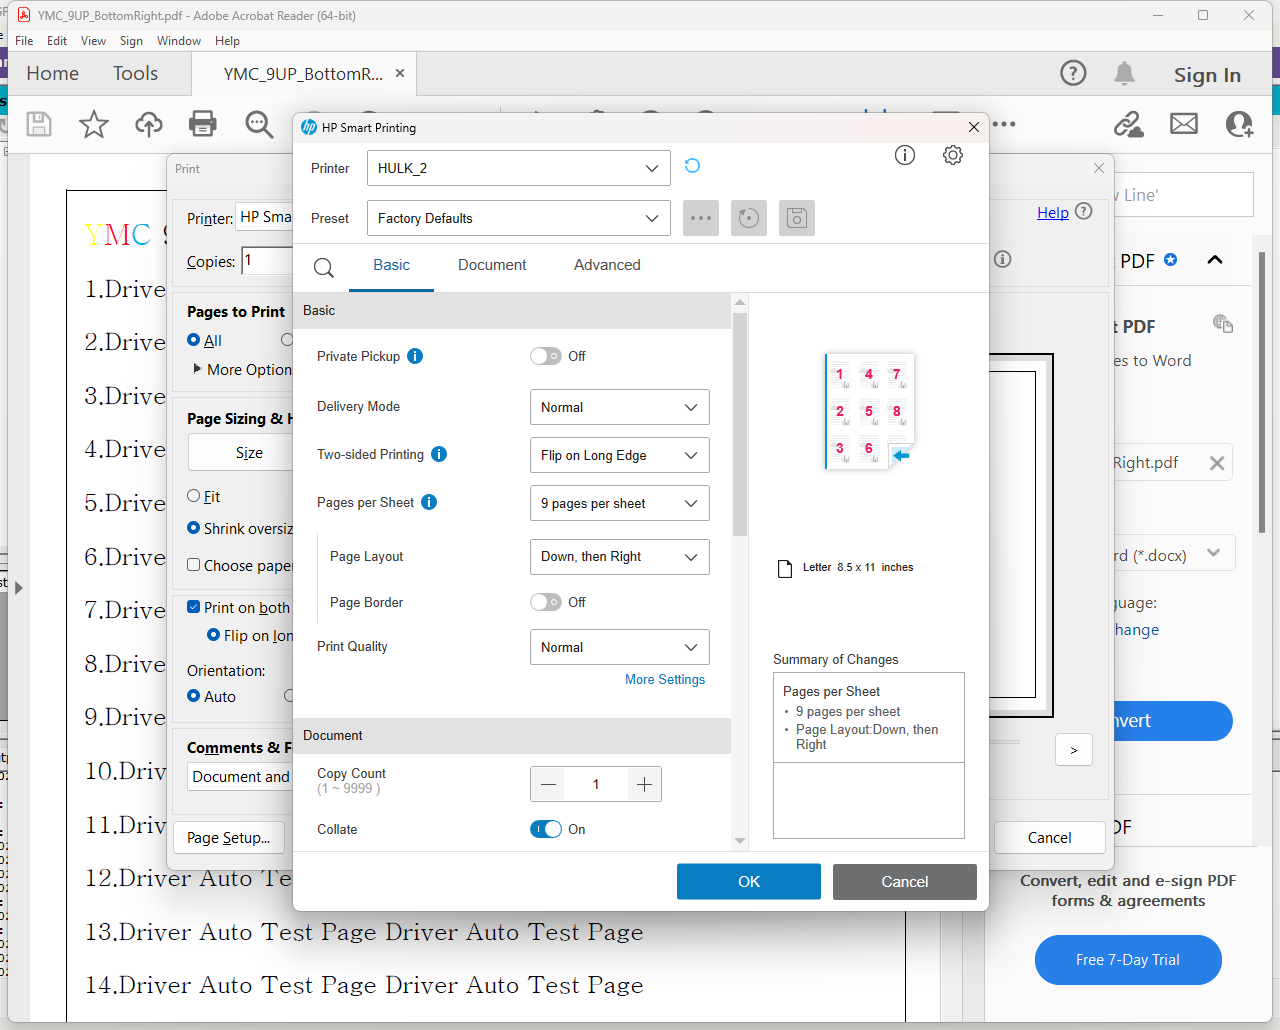 YMC_9UP_BottomRight.pdf - Adobe Acrobat Reader (64-bit)
File Edit View Sign Window Help
Home Tools YMC_9UP_BottomR... Sign In
HP Smart Printing
Print
Printer HULK_2
Preset Factory Defaults
Printer: HP Sma
Help
Copies: 1
Basic Document Advanced
Pages to Print
All
More Option
Page Sizing & H
Size
Fit
Shrink oversiz
Choose paper
Print on both
Flip on lon
Orientation:
Auto
Comments & F
Document and
Page Setup...
>
Cancel
Basic
Private Pickup Off
Delivery Mode Normal
Two-sided Printing Flip on Long Edge
Pages per Sheet 9 pages per sheet
Page Layout Down, then Right
Page Border Off
Print Quality Normal
More Settings
Document
Copy Count 1
(1 ~ 9999 )
Collate On
1 4 7
2 5 8
3 6
Letter 8.5 x 11 inches
Summary of Changes
Pages per Sheet
• 9 pages per sheet
• Page Layout:Down, then
Right
OK Cancel
YMC 9
1.Drive
2.Drive
3.Drive
4.Drive
5.Drive
6.Drive
7.Drive
8.Drive
9.Drive
10.Driv
11.Driv
12.Driver Auto Te
13.Driver Auto Test Page Driver Auto Test Page
14.Driver Auto Test Page Driver Auto Test Page
Line'
PDF
t PDF
es to Word
Right.pdf
rd (*.docx)
guage:
hange
nvert
DF
Convert, edit and e-sign PDF
forms & agreements
Free 7-Day Trial